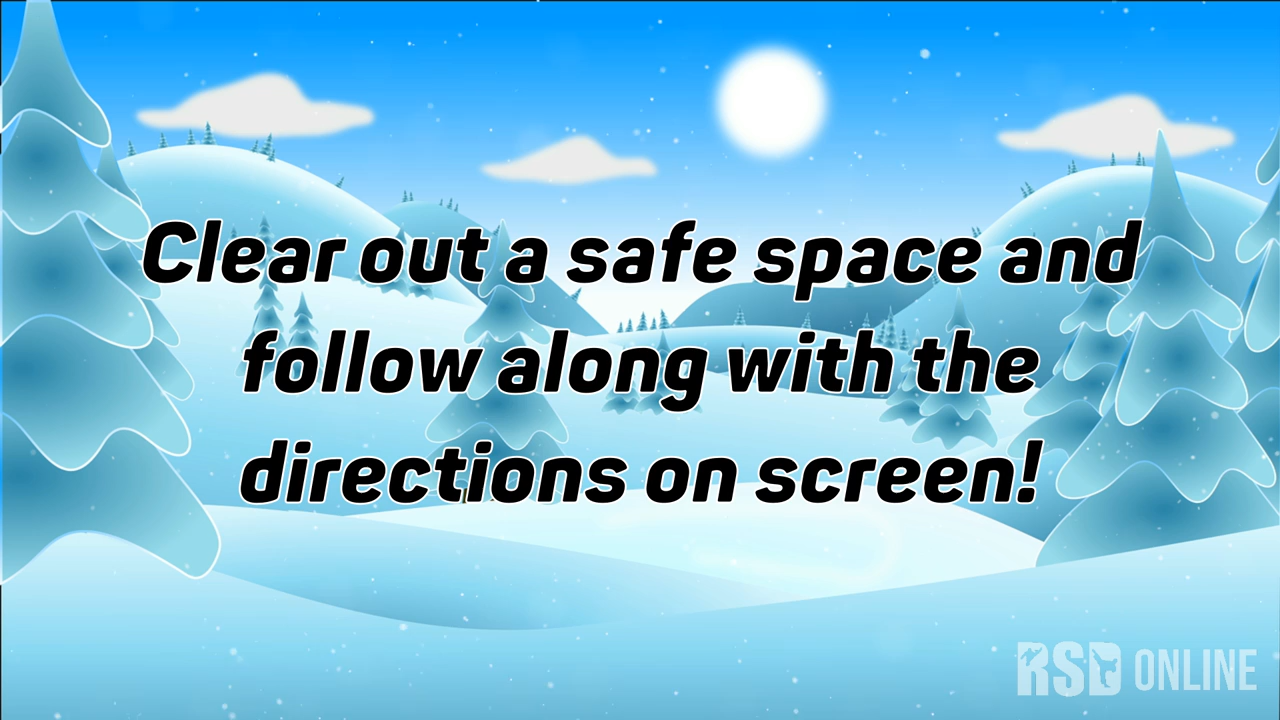 Clear out a safe space and
follow along with the
directions on screen!
RSD ONLINE